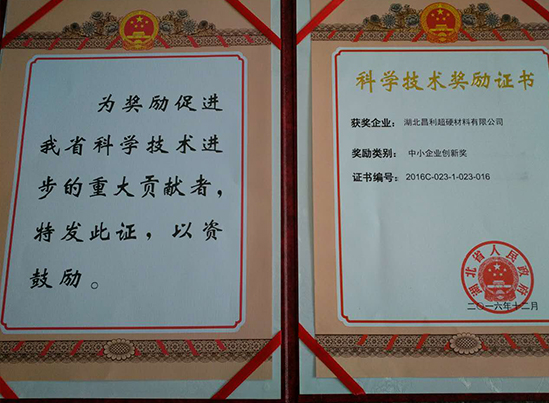 为奖励促进
我省科学技术进
步的重大贡献者，
特发此证，以资
鼓励。
科学技术奖励证书
获奖企业：湖北昌利超硬材料有限公司
奖励类别：中小企业创新奖
证书编号：2016C-023-1-023-016
湖北省人民政府
二〇一六年十二月